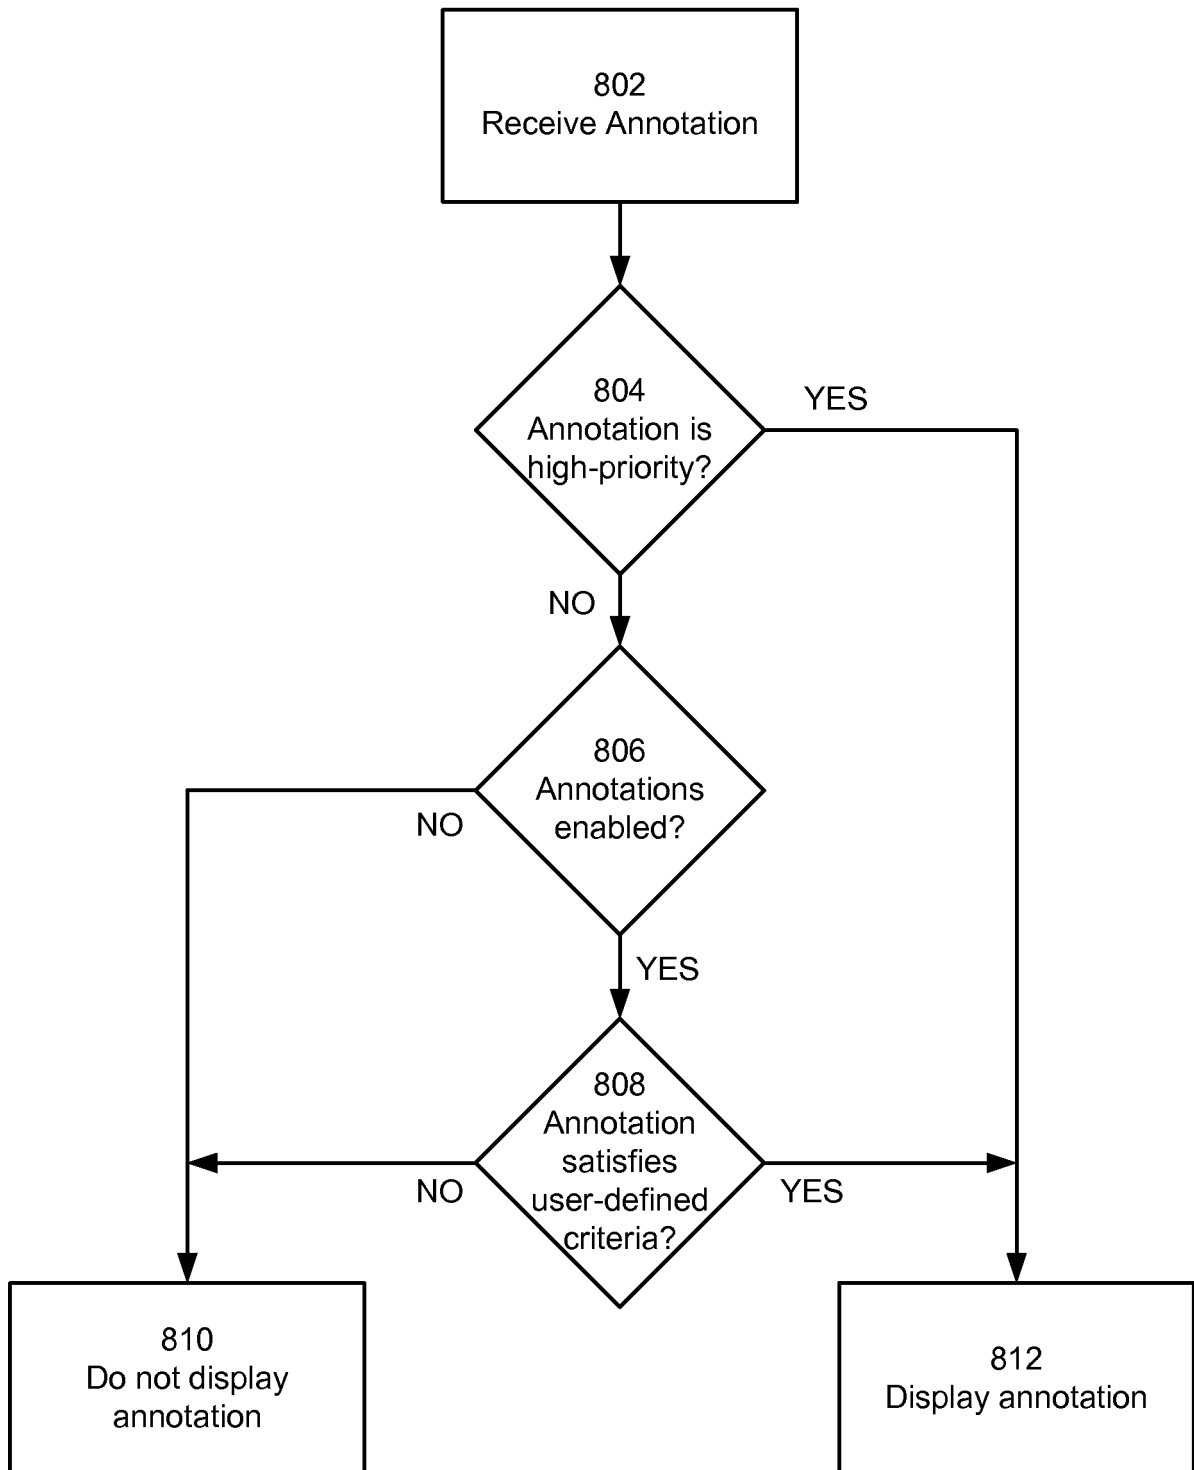 802
Receive Annotation
804
Annotation is
high-priority?
YES
NO
806
Annotations
enabled?
NO
YES
808
Annotation
satisfies
user-defined
criteria?
NO
YES
810
Do not display
annotation
812
Display annotation